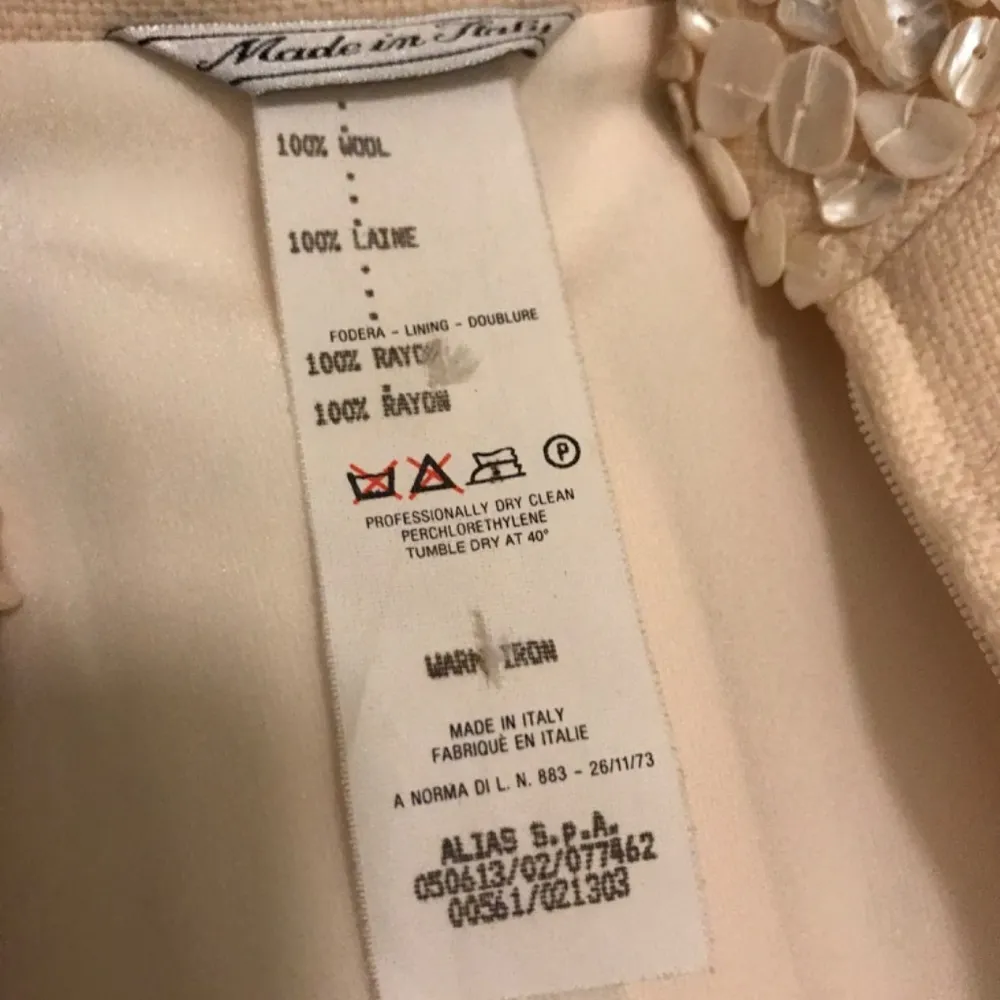 Made in Italy
100% WOOL
100% LAINE
FODERA - LINING - DOUBLURE
100% RAYON
100% RAYON
P
PROFESSIONALLY DRY CLEAN
PERCHLORETHYLENE
TUMBLE DRY AT 40°
WARM IRON
MADE IN ITALY
FABRIQUÈ EN ITALIE
A NORMA DI L. N. 883 - 26/11/73
ALIAS S.p.A.
050613/02/077462
00561/021303